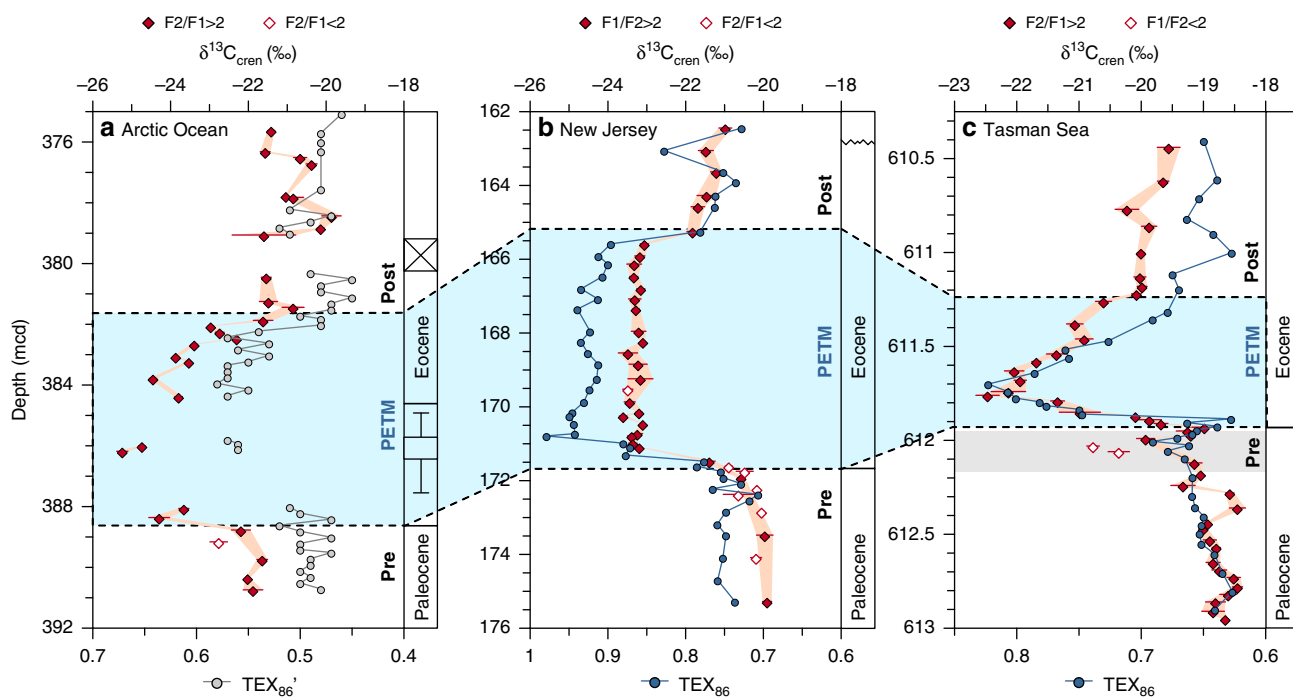 F2/F1>2 F2/F1<2 F1/F2>2 F2/F1<2 F2/F1>2 F1/F2<2
δ13Ccren (‰) δ13Ccren (‰) δ13Ccren (‰)
−26 −24 −22 −20 −18 −26 −24 −22 −20 −18 −23 −22 −21 −20 −19 −18
a Arctic Ocean b New Jersey c Tasman Sea
Depth (mcd)
376
380
384
388
392
162
164
166
168
170
172
174
176
610.5
611
611.5
612
612.5
613
Post
PETM
Pre
Eocene
Paleocene
Post
PETM
Pre
Eocene
Paleocene
Post
PETM
Pre
Eocene
Paleocene
0.7 0.6 0.5 0.4 1 0.9 0.8 0.7 0.6 0.8 0.7
TEX86’ TEX86 TEX86